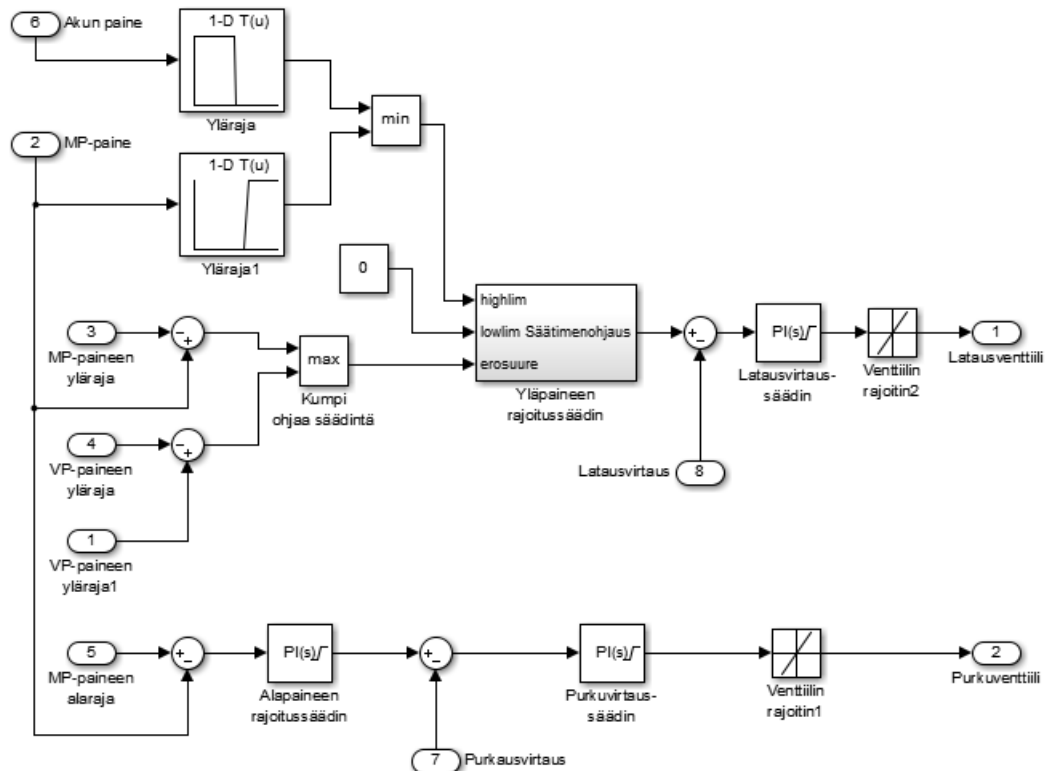 6
Akun paine
1-D T(u)
Yläraja
2
MP-paine
min
1-D T(u)
Yläraja1
0
highlim
lowlim Säätimenohjaus
erosuure
Yläpaineen
rajoitussäädin
3
MP-paineen
yläraja
max
Kumpi
ohjaa säädintä
4
VP-paineen
yläraja
1
VP-paineen
yläraja1
PI(s)
Latausvirtaus-
säädin
Venttiilin
rajoitin2
1
Latausventtiili
Latausvirtaus
8
5
MP-paineen
alaraja
PI(s)
Alapaineen
rajoitussäädin
7
Purkausvirtaus
PI(s)
Purkuvirtaus-
säädin
Venttiilin
rajoitin1
2
Purkuventtiili